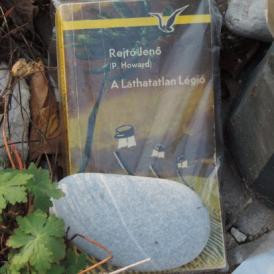 Rejtő Jenő
(P. Howard)
A Láthatatlan Légió